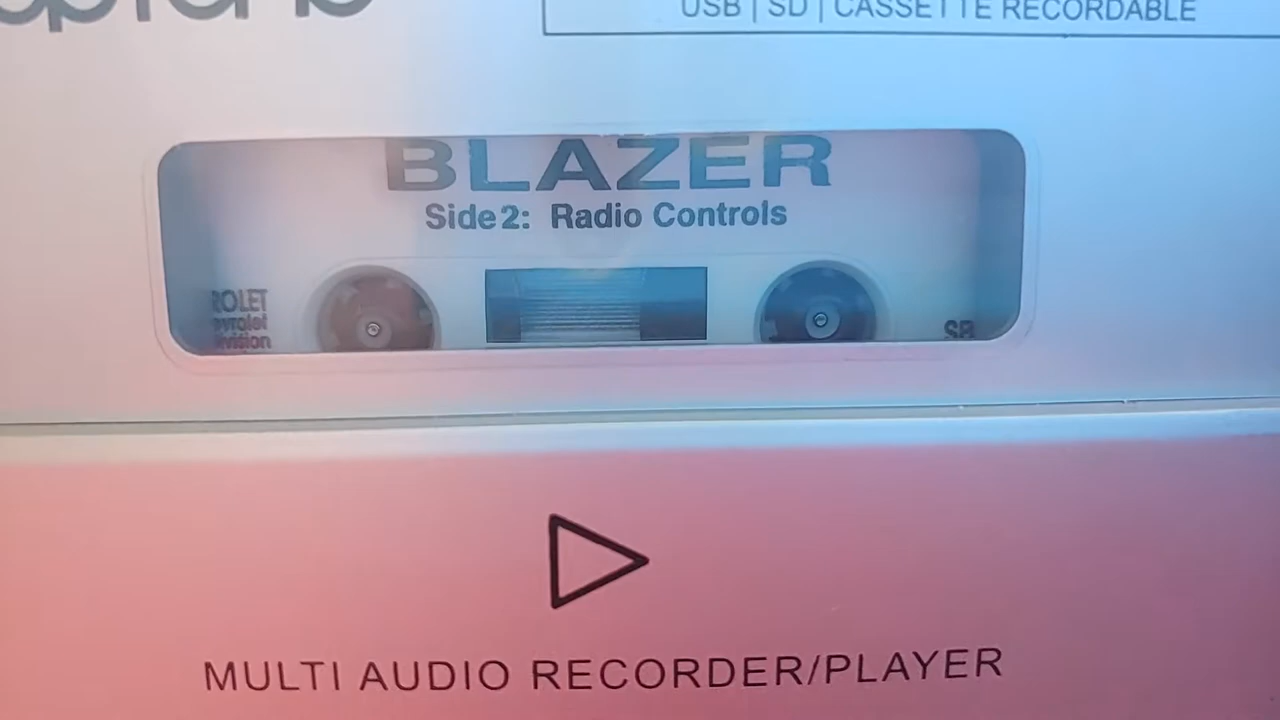 USB | SD | CASSETTE RECORDABLE
BLAZER
Side 2: Radio Controls
MULTI AUDIO RECORDER/PLAYER